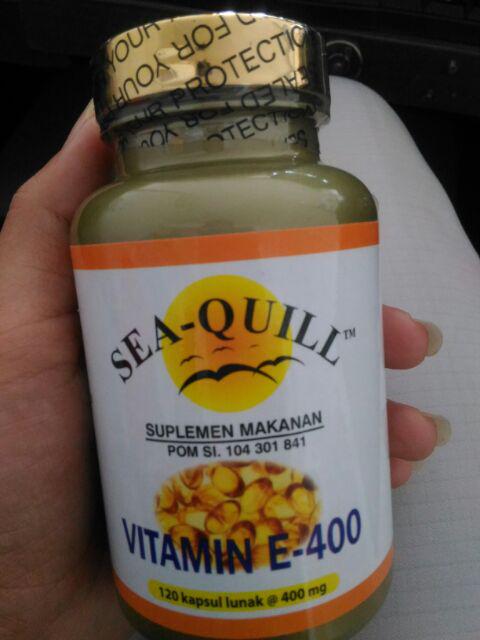 SEA-QUILL™
SUPLEMEN MAKANAN
POM SI. 104 301 841
VITAMIN E-400
120 kapsul lunak @ 400 mg